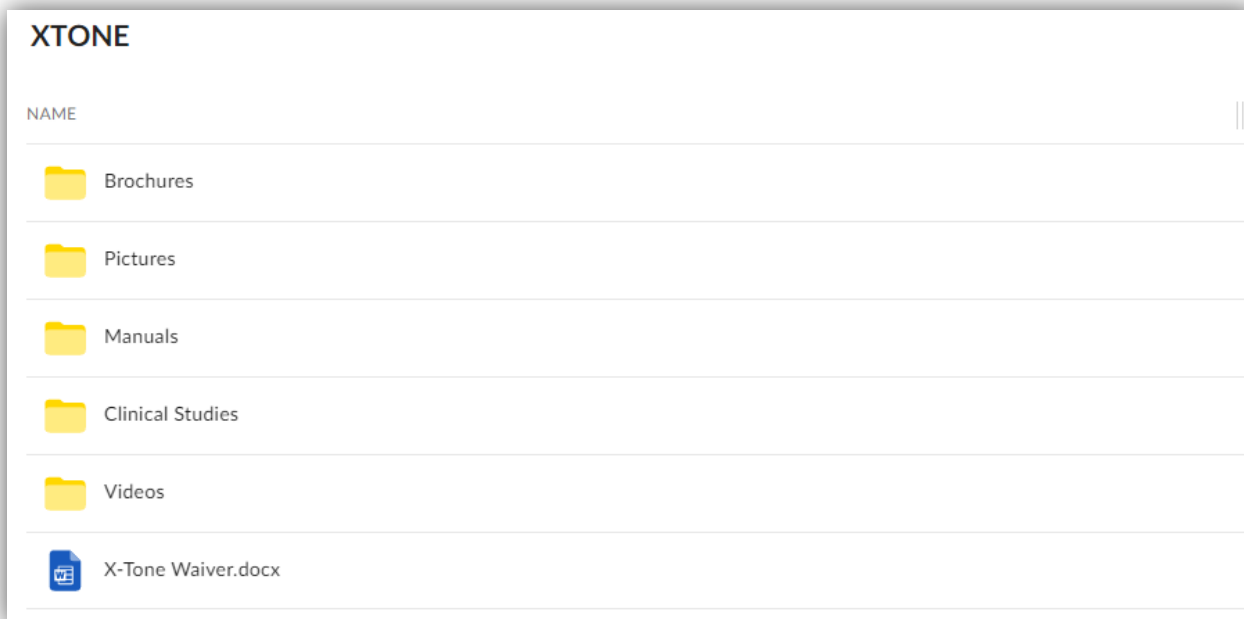 XTONE
NAME
Brochures
Pictures
Manuals
Clinical Studies
Videos
X-Tone Waiver.docx